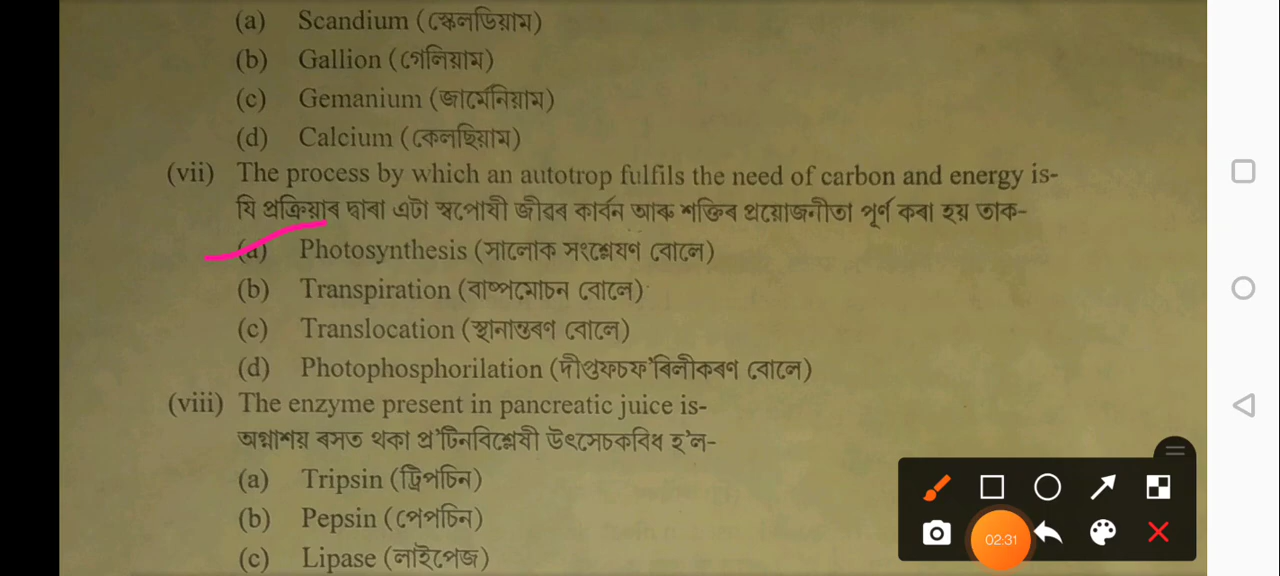 (a) Scandium (স্কেলডিয়াম)
(b) Gallion (গেলিয়াম)
(c) Gemanium (জাৰ্মেনিয়াম)
(d) Calcium (কেলছিয়াম)
(vii) The process by which an autotrop fulfils the need of carbon and energy is-
যি প্ৰক্ৰিয়াৰ দ্বাৰা এটা স্বপোষী জীৱৰ কাৰ্বন আৰু শক্তিৰ প্ৰয়োজনীতা পূৰ্ণ কৰা হয় তাক-
(a) Photosynthesis (সালোক সংশ্লেষণ বোলে)
(b) Transpiration (বাষ্পমোচন বোলে)
(c) Translocation (স্থানান্তৰণ বোলে)
(d) Photophosphorilation (দীপ্তফচফ'ৰিলীকৰণ বোলে)
(viii) The enzyme present in pancreatic juice is-
অগ্নাশয় ৰসত থকা প্ৰ'টিনবিশ্লেষী উৎসেচকবিধ হ'ল-
(a) Tripsin (ট্ৰিপচিন)
(b) Pepsin (পেপচিন)
(c) Lipase (লাইপেজ)
02:31